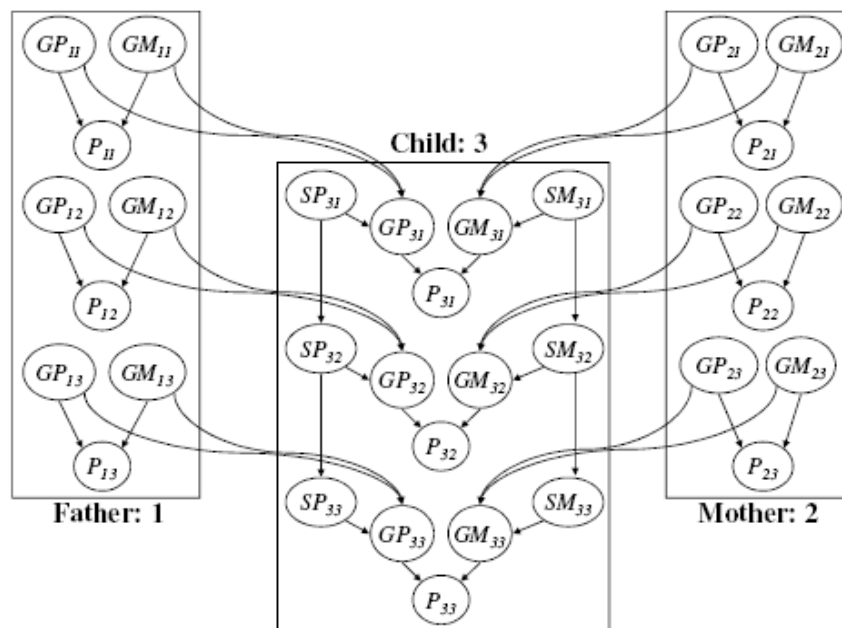 GP₁₁ GM₁₁ GP₂₁ GM₂₁
P₁₁ P₂₁
Child: 3
SP₃₁ SM₃₁
GP₁₂ GM₁₂ GP₃₁ GM₃₁ GP₂₂ GM₂₂
P₃₁
P₁₂ P₂₂
SP₃₂ SM₃₂
GP₁₃ GM₁₃ GP₃₂ GM₃₂ GP₂₃ GM₂₃
P₃₂
P₁₃ P₂₃
SP₃₃ SM₃₃
Father: 1 Mother: 2
GP₃₃ GM₃₃
P₃₃